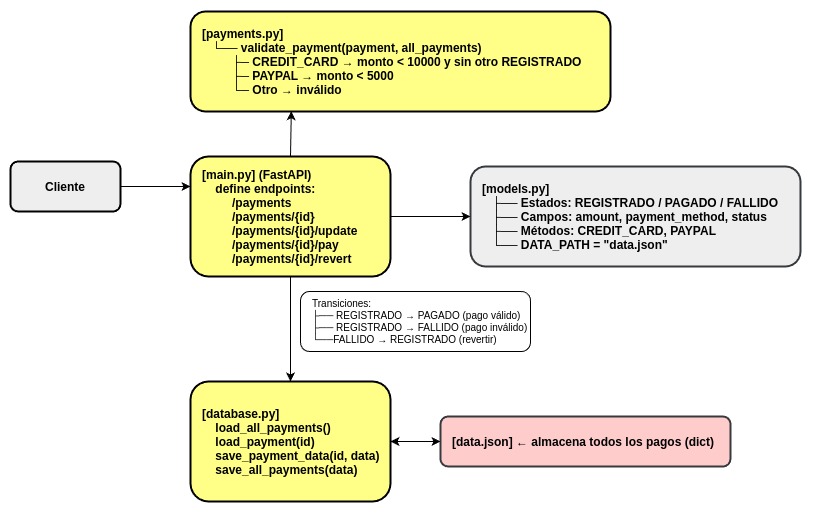 [payments.py]
└── validate_payment(payment, all_payments)
├─ CREDIT_CARD → monto < 10000 y sin otro REGISTRADO
├─ PAYPAL → monto < 5000
└─ Otro → inválido
Cliente
[main.py] (FastAPI)
define endpoints:
/payments
/payments/{id}
/payments/{id}/update
/payments/{id}/pay
/payments/{id}/revert
[models.py]
├── Estados: REGISTRADO / PAGADO / FALLIDO
├── Campos: amount, payment_method, status
├── Métodos: CREDIT_CARD, PAYPAL
└── DATA_PATH = "data.json"
Transiciones:
├── REGISTRADO → PAGADO (pago válido)
├── REGISTRADO → FALLIDO (pago inválido)
└──FALLIDO → REGISTRADO (revertir)
[database.py]
load_all_payments()
load_payment(id)
save_payment_data(id, data)
save_all_payments(data)
[data.json] ← almacena todos los pagos (dict)